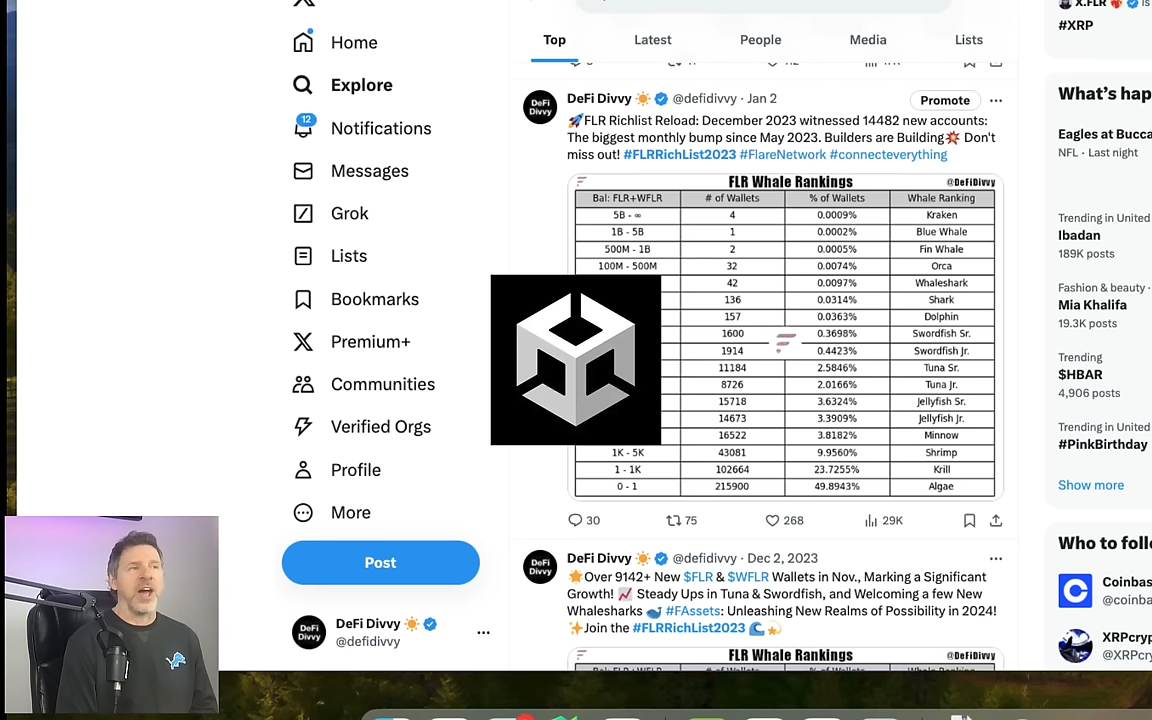 Home
Explore
12
Notifications
Messages
Grok
Lists
Bookmarks
Premium+
Communities
Verified Orgs
Profile
More
Post
DeFi Divvy
@defidivvy
Top Latest People Media Lists
DeFi Divvy @defidivvy · Jan 2
Promote
🚀FLR Richlist Reload: December 2023 witnessed 14482 new accounts:
The biggest monthly bump since May 2023. Builders are Building💥 Don't
miss out! #FLRRichList2023 #FlareNetwork #connecteverything
FLR Whale Rankings @DeFiDivvy
Bal: FLR+WFLR # of Wallets % of Wallets Whale Ranking
5B - ∞ 4 0.0009% Kraken
1B - 5B 1 0.0002% Blue Whale
500M - 1B 2 0.0005% Fin Whale
100M - 500M 32 0.0074% Orca
42 0.0097% Whaleshark
136 0.0314% Shark
157 0.0363% Dolphin
1600 0.3698% Swordfish Sr.
1914 0.4423% Swordfish Jr.
11184 2.5846% Tuna Sr.
8726 2.0166% Tuna Jr.
15718 3.6324% Jellyfish Sr.
14673 3.3909% Jellyfish Jr.
16522 3.8182% Minnow
1K - 5K 43081 9.9560% Shrimp
1 - 1K 102664 23.7255% Krill
0 - 1 215900 49.8943% Algae
30 75 268 29K
DeFi Divvy @defidivvy · Dec 2, 2023
🌟Over 9142+ New $FLR & $WFLR Wallets in Nov., Marking a Significant
Growth! 📈 Steady Ups in Tuna & Swordfish, and Welcoming a few New
Whalesharks 🐋 #FAssets: Unleashing New Realms of Possibility in 2024!
✨Join the #FLRRichList2023 🌊💫
FLR Whale Rankings @DeFiDivvy
X.FLR is
#XRP
What's hap
Eagles at Bucca
NFL · Last night
Trending in United
Ibadan
189K posts
Fashion & beauty ·
Mia Khalifa
19.3K posts
Trending
$HBAR
4,906 posts
Trending in United
#PinkBirthday
Show more
Who to follo
Coinbas
@coinba
XRPcryp
@XRPcry
DeFi
Divvy
DeFi
Divvy
DeFi
Divvy